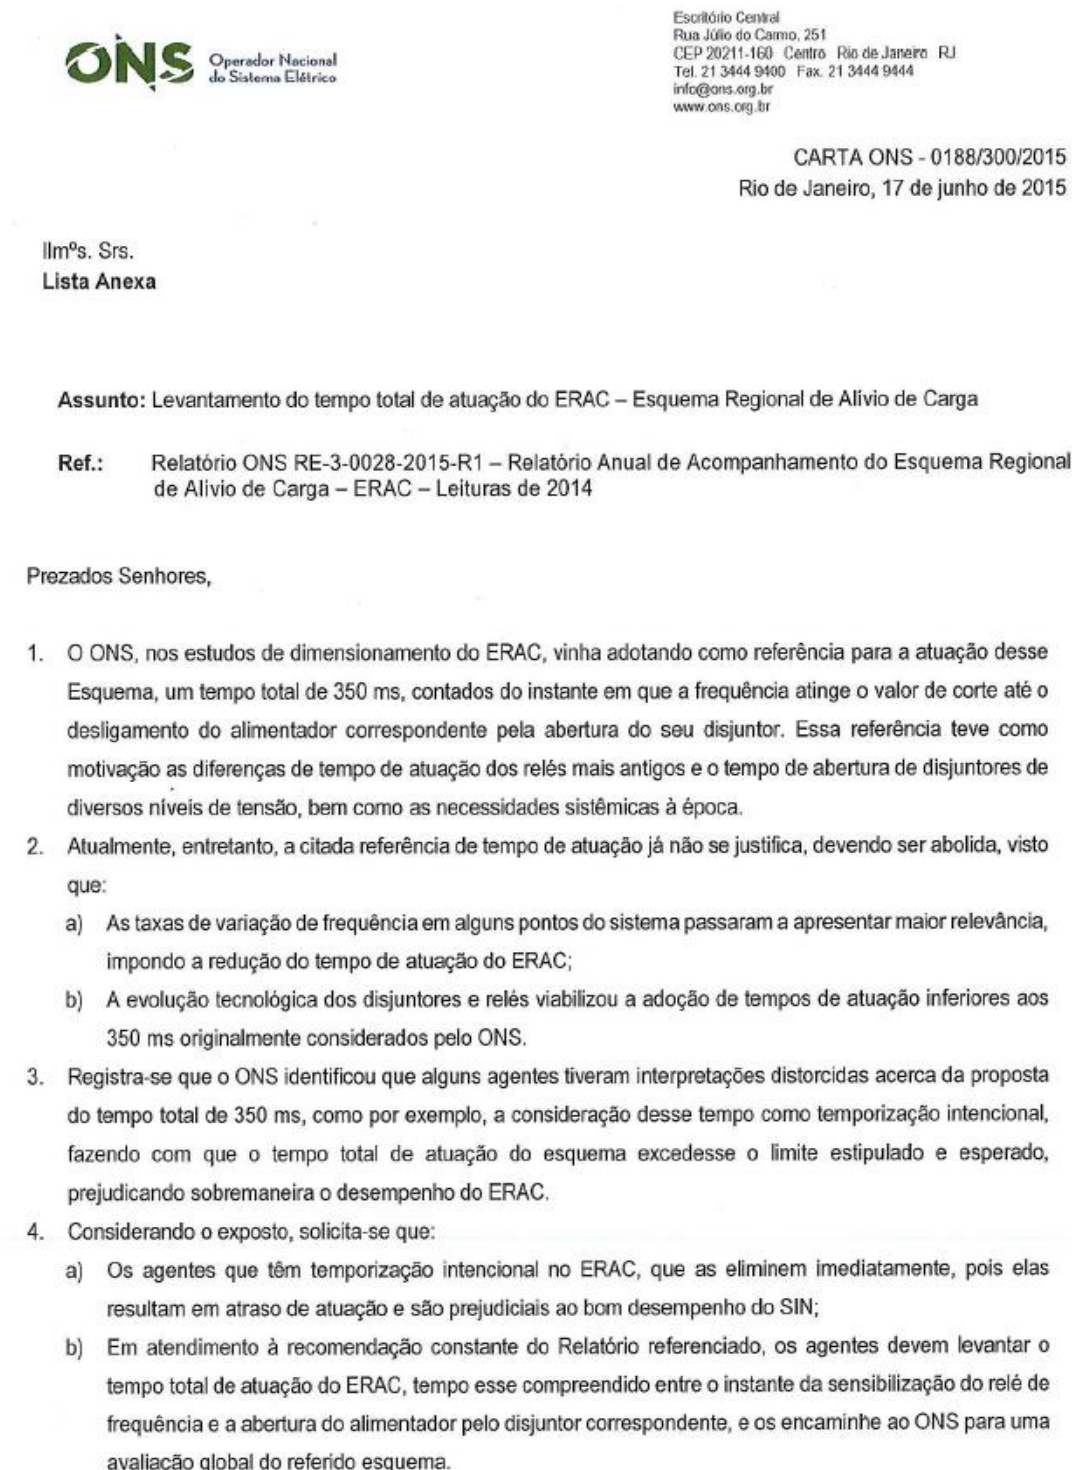 ONS Operador Nacional
do Sistema Elétrico
Escritório Central
Rua Júlio do Carmo, 251
CEP 20211-160 Centro Rio de Janeiro RJ
Tel. 21 3444 9400 Fax. 21 3444 9444
info@ons.org.br
www.ons.org.br
CARTA ONS - 0188/300/2015
Rio de Janeiro, 17 de junho de 2015
Ilmºs. Srs.
Lista Anexa
Assunto: Levantamento do tempo total de atuação do ERAC – Esquema Regional de Alivio de Carga
Ref.: Relatório ONS RE-3-0028-2015-R1 – Relatório Anual de Acompanhamento do Esquema Regional
de Alivio de Carga – ERAC – Leituras de 2014
Prezados Senhores,
1. O ONS, nos estudos de dimensionamento do ERAC, vinha adotando como referência para a atuação desse
Esquema, um tempo total de 350 ms, contados do instante em que a frequência atinge o valor de corte até o
desligamento do alimentador correspondente pela abertura do seu disjuntor. Essa referência teve como
motivação as diferenças de tempo de atuação dos relés mais antigos e o tempo de abertura de disjuntores de
diversos níveis de tensão, bem como as necessidades sistêmicas à época.
2. Atualmente, entretanto, a citada referência de tempo de atuação já não se justifica, devendo ser abolida, visto
que:
a) As taxas de variação de frequência em alguns pontos do sistema passaram a apresentar maior relevância,
impondo a redução do tempo de atuação do ERAC;
b) A evolução tecnológica dos disjuntores e relés viabilizou a adoção de tempos de atuação inferiores aos
350 ms originalmente considerados pelo ONS.
3. Registra-se que o ONS identificou que alguns agentes tiveram interpretações distorcidas acerca da proposta
do tempo total de 350 ms, como por exemplo, a consideração desse tempo como temporização intencional,
fazendo com que o tempo total de atuação do esquema excedesse o limite estipulado e esperado,
prejudicando sobremaneira o desempenho do ERAC.
4. Considerando o exposto, solicita-se que:
a) Os agentes que têm temporização intencional no ERAC, que as eliminem imediatamente, pois elas
resultam em atraso de atuação e são prejudiciais ao bom desempenho do SIN;
b) Em atendimento à recomendação constante do Relatório referenciado, os agentes devem levantar o
tempo total de atuação do ERAC, tempo esse compreendido entre o instante da sensibilização do relé de
frequência e a abertura do alimentador pelo disjuntor correspondente, e os encaminhe ao ONS para uma
avaliação global do referido esquema.